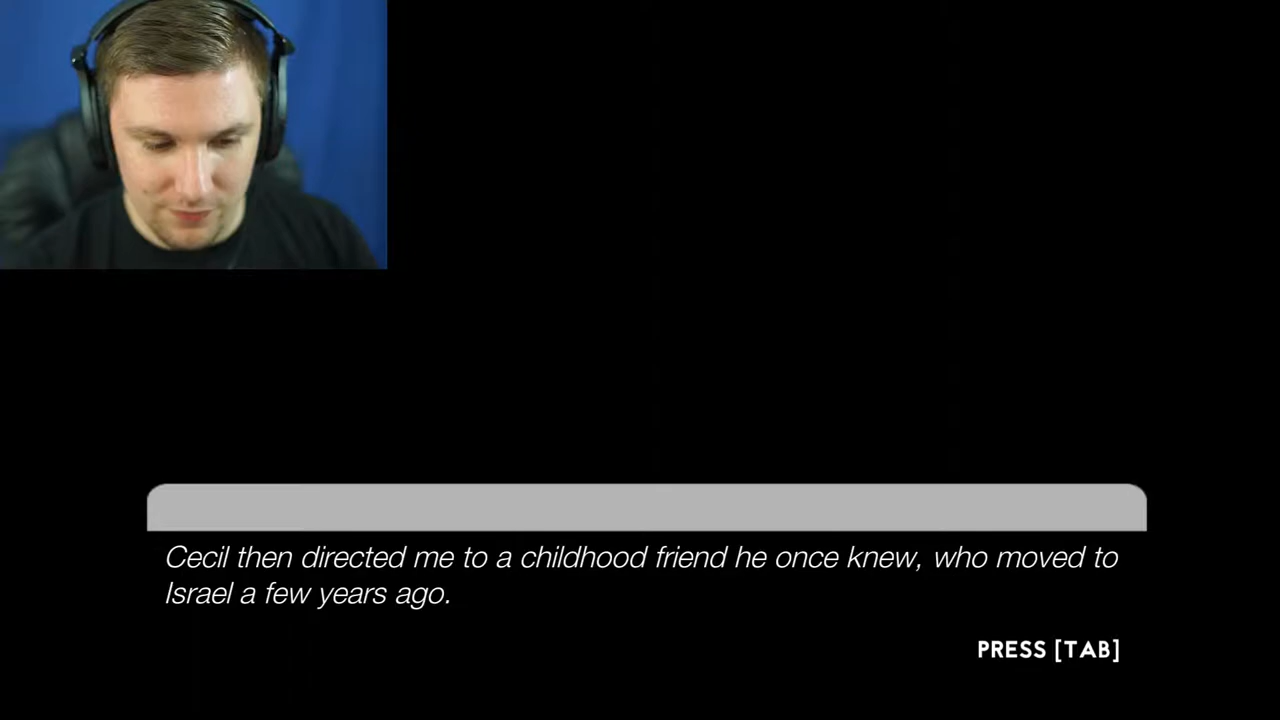 Cecil then directed me to a childhood friend he once knew, who moved to
Israel a few years ago.
PRESS [TAB]